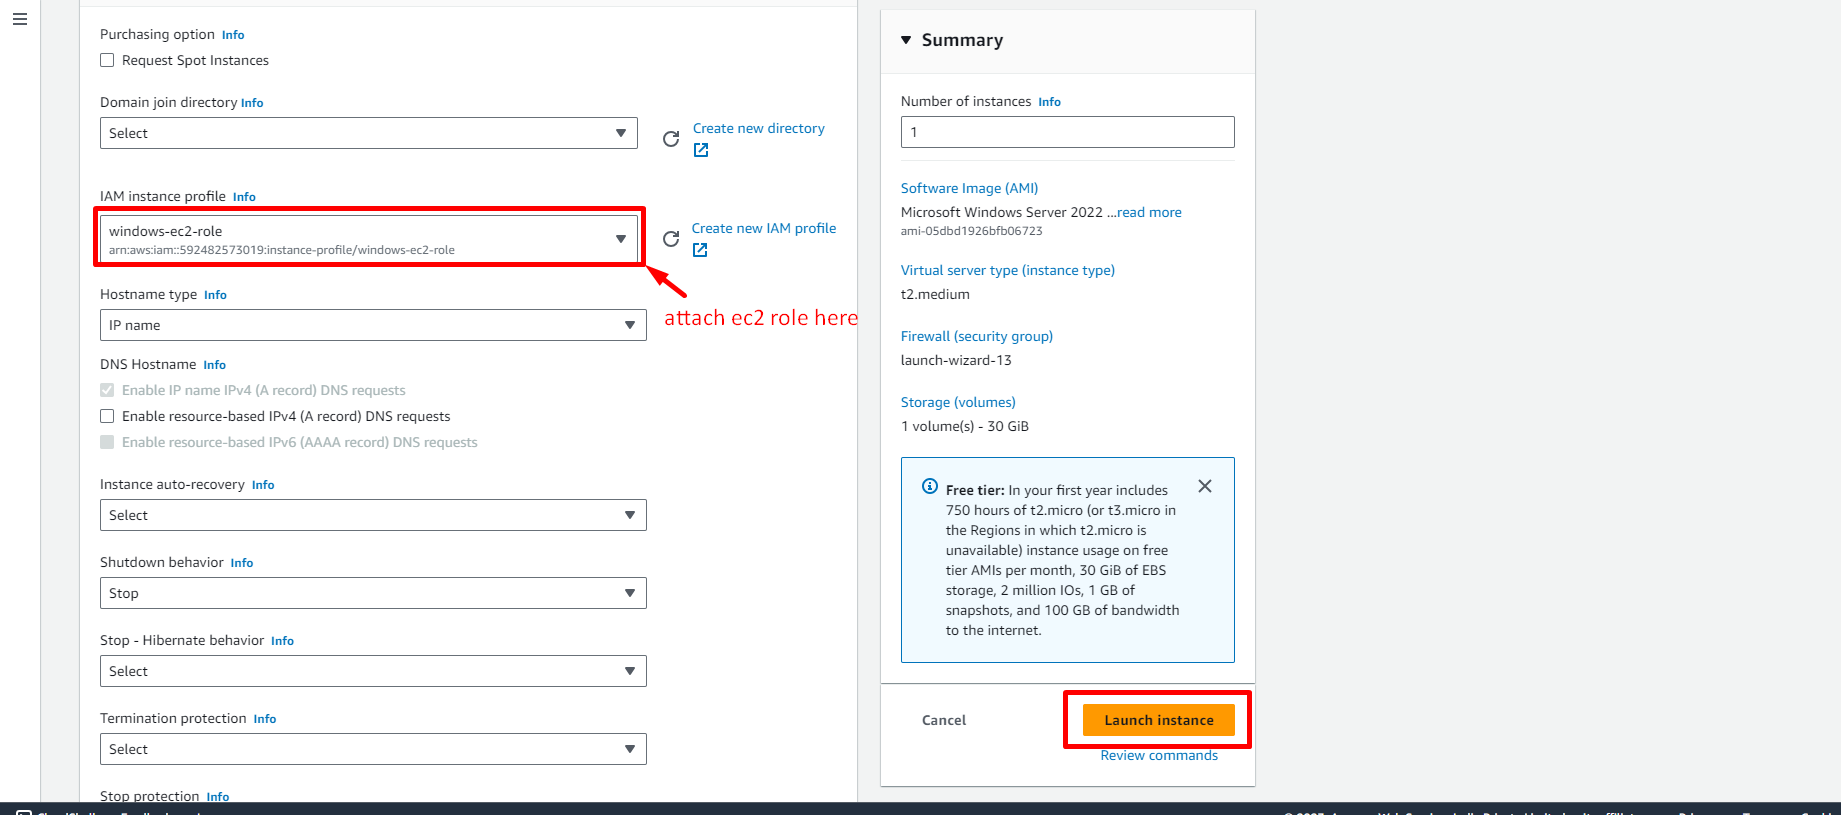 Purchasing option Info
Request Spot Instances
Domain join directory Info
Select
Create new directory
IAM instance profile Info
windows-ec2-role
arn:aws:iam::592482573019:instance-profile/windows-ec2-role
Create new IAM profile
attach ec2 role here
Hostname type Info
IP name
DNS Hostname Info
Enable IP name IPv4 (A record) DNS requests
Enable resource-based IPv4 (A record) DNS requests
Enable resource-based IPv6 (AAAA record) DNS requests
Instance auto-recovery Info
Select
Shutdown behavior Info
Stop
Stop - Hibernate behavior Info
Select
Termination protection Info
Select
Stop protection Info
Summary
Number of instances Info
1
Software Image (AMI)
Microsoft Windows Server 2022 ...read more
ami-05dbd1926bfb06723
Virtual server type (instance type)
t2.medium
Firewall (security group)
launch-wizard-13
Storage (volumes)
1 volume(s) - 30 GiB
Free tier: In your first year includes
750 hours of t2.micro (or t3.micro in
the Regions in which t2.micro is
unavailable) instance usage on free
tier AMIs per month, 30 GiB of EBS
storage, 2 million IOs, 1 GB of
snapshots, and 100 GB of bandwidth
to the internet.
Cancel
Launch instance
Review commands